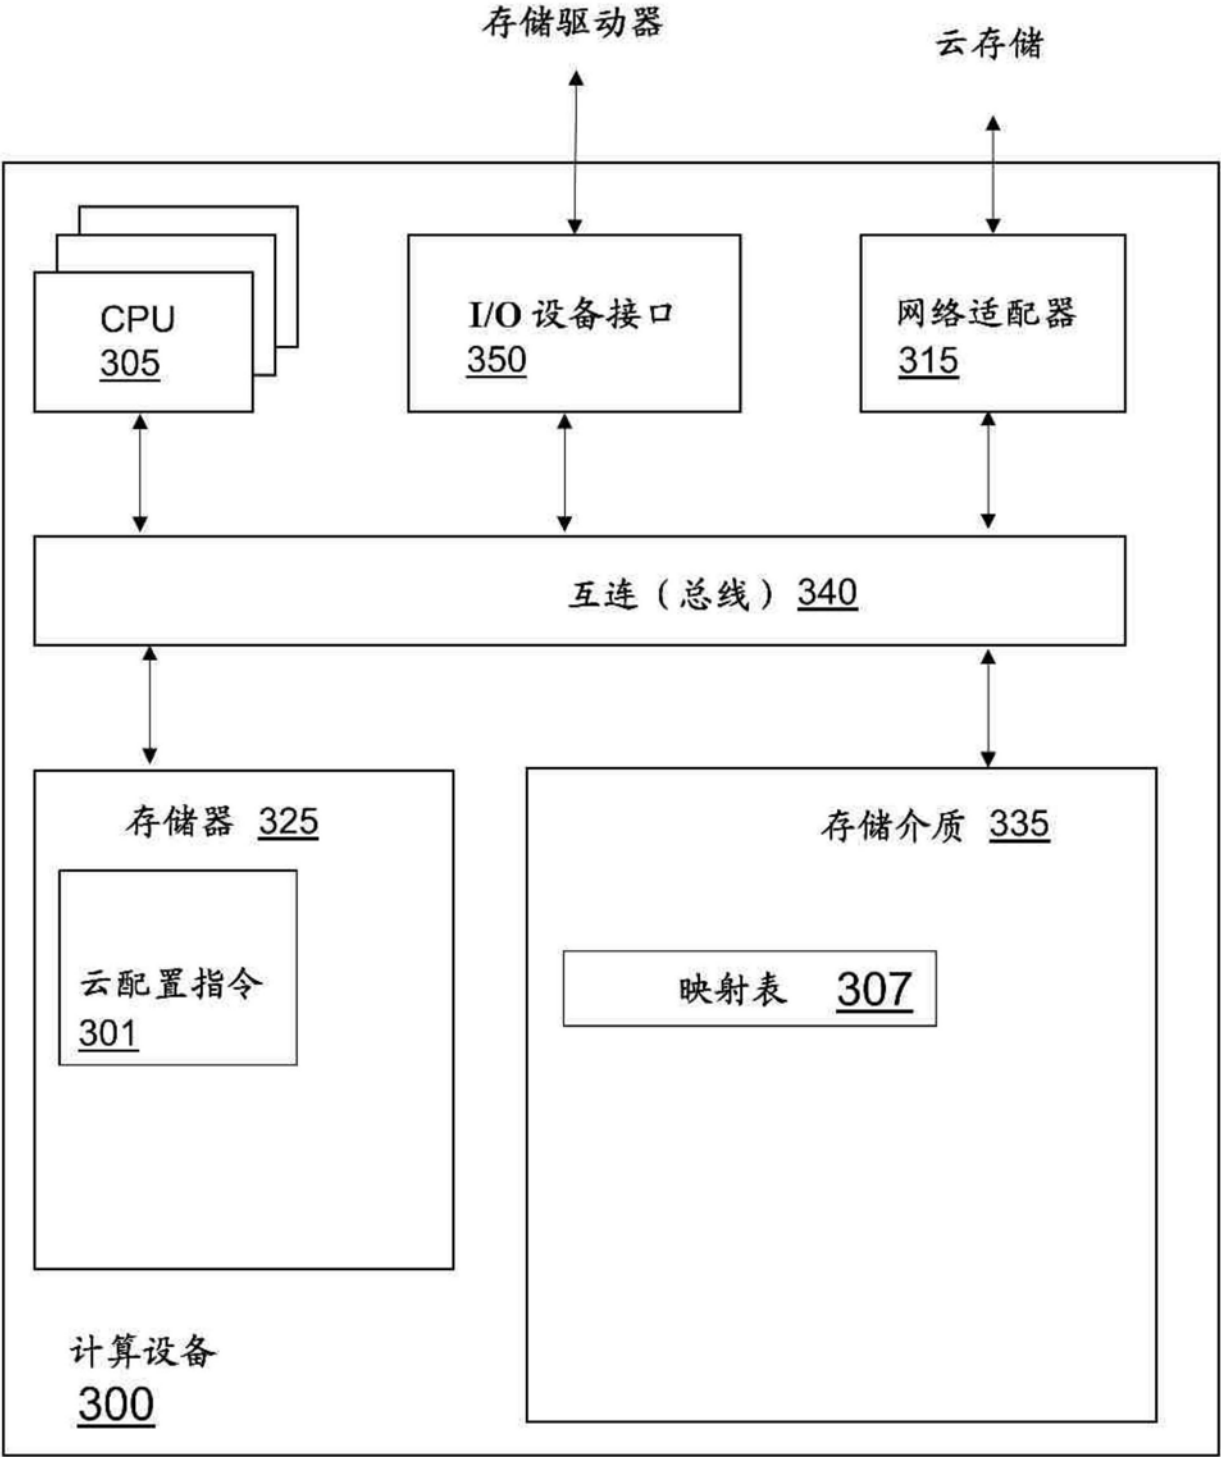 存储驱动器
云存储
CPU
305
I/O 设备接口
350
网络适配器
315
互连（总线） 340
存储器 325
云配置指令
301
存储介质 335
映射表 307
计算设备
300